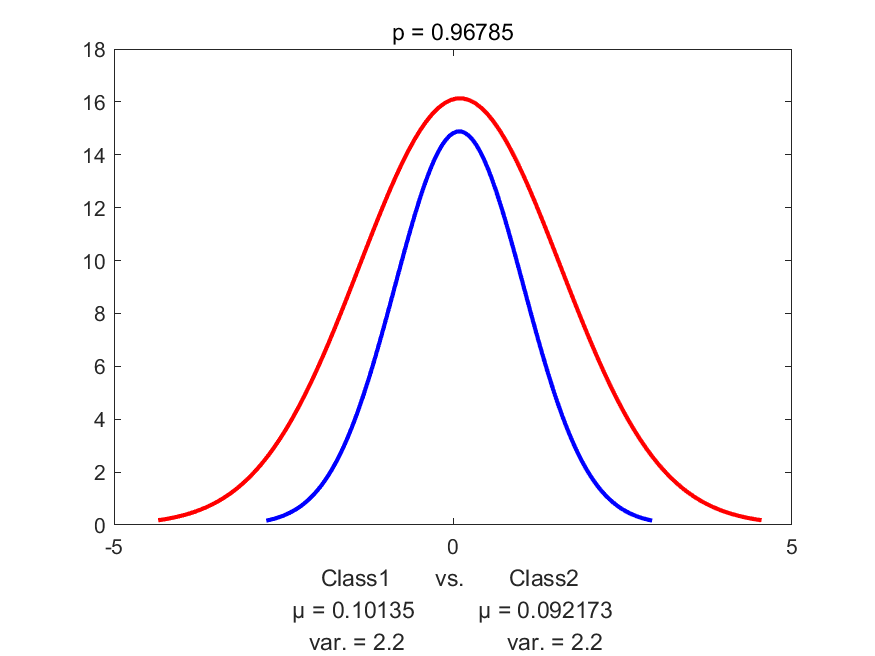 p = 0.96785
18
16
14
12
10
8
6
4
2
0
-5 0 5
Class1 vs. Class2
μ = 0.10135 μ = 0.092173
var. = 2.2 var. = 2.2